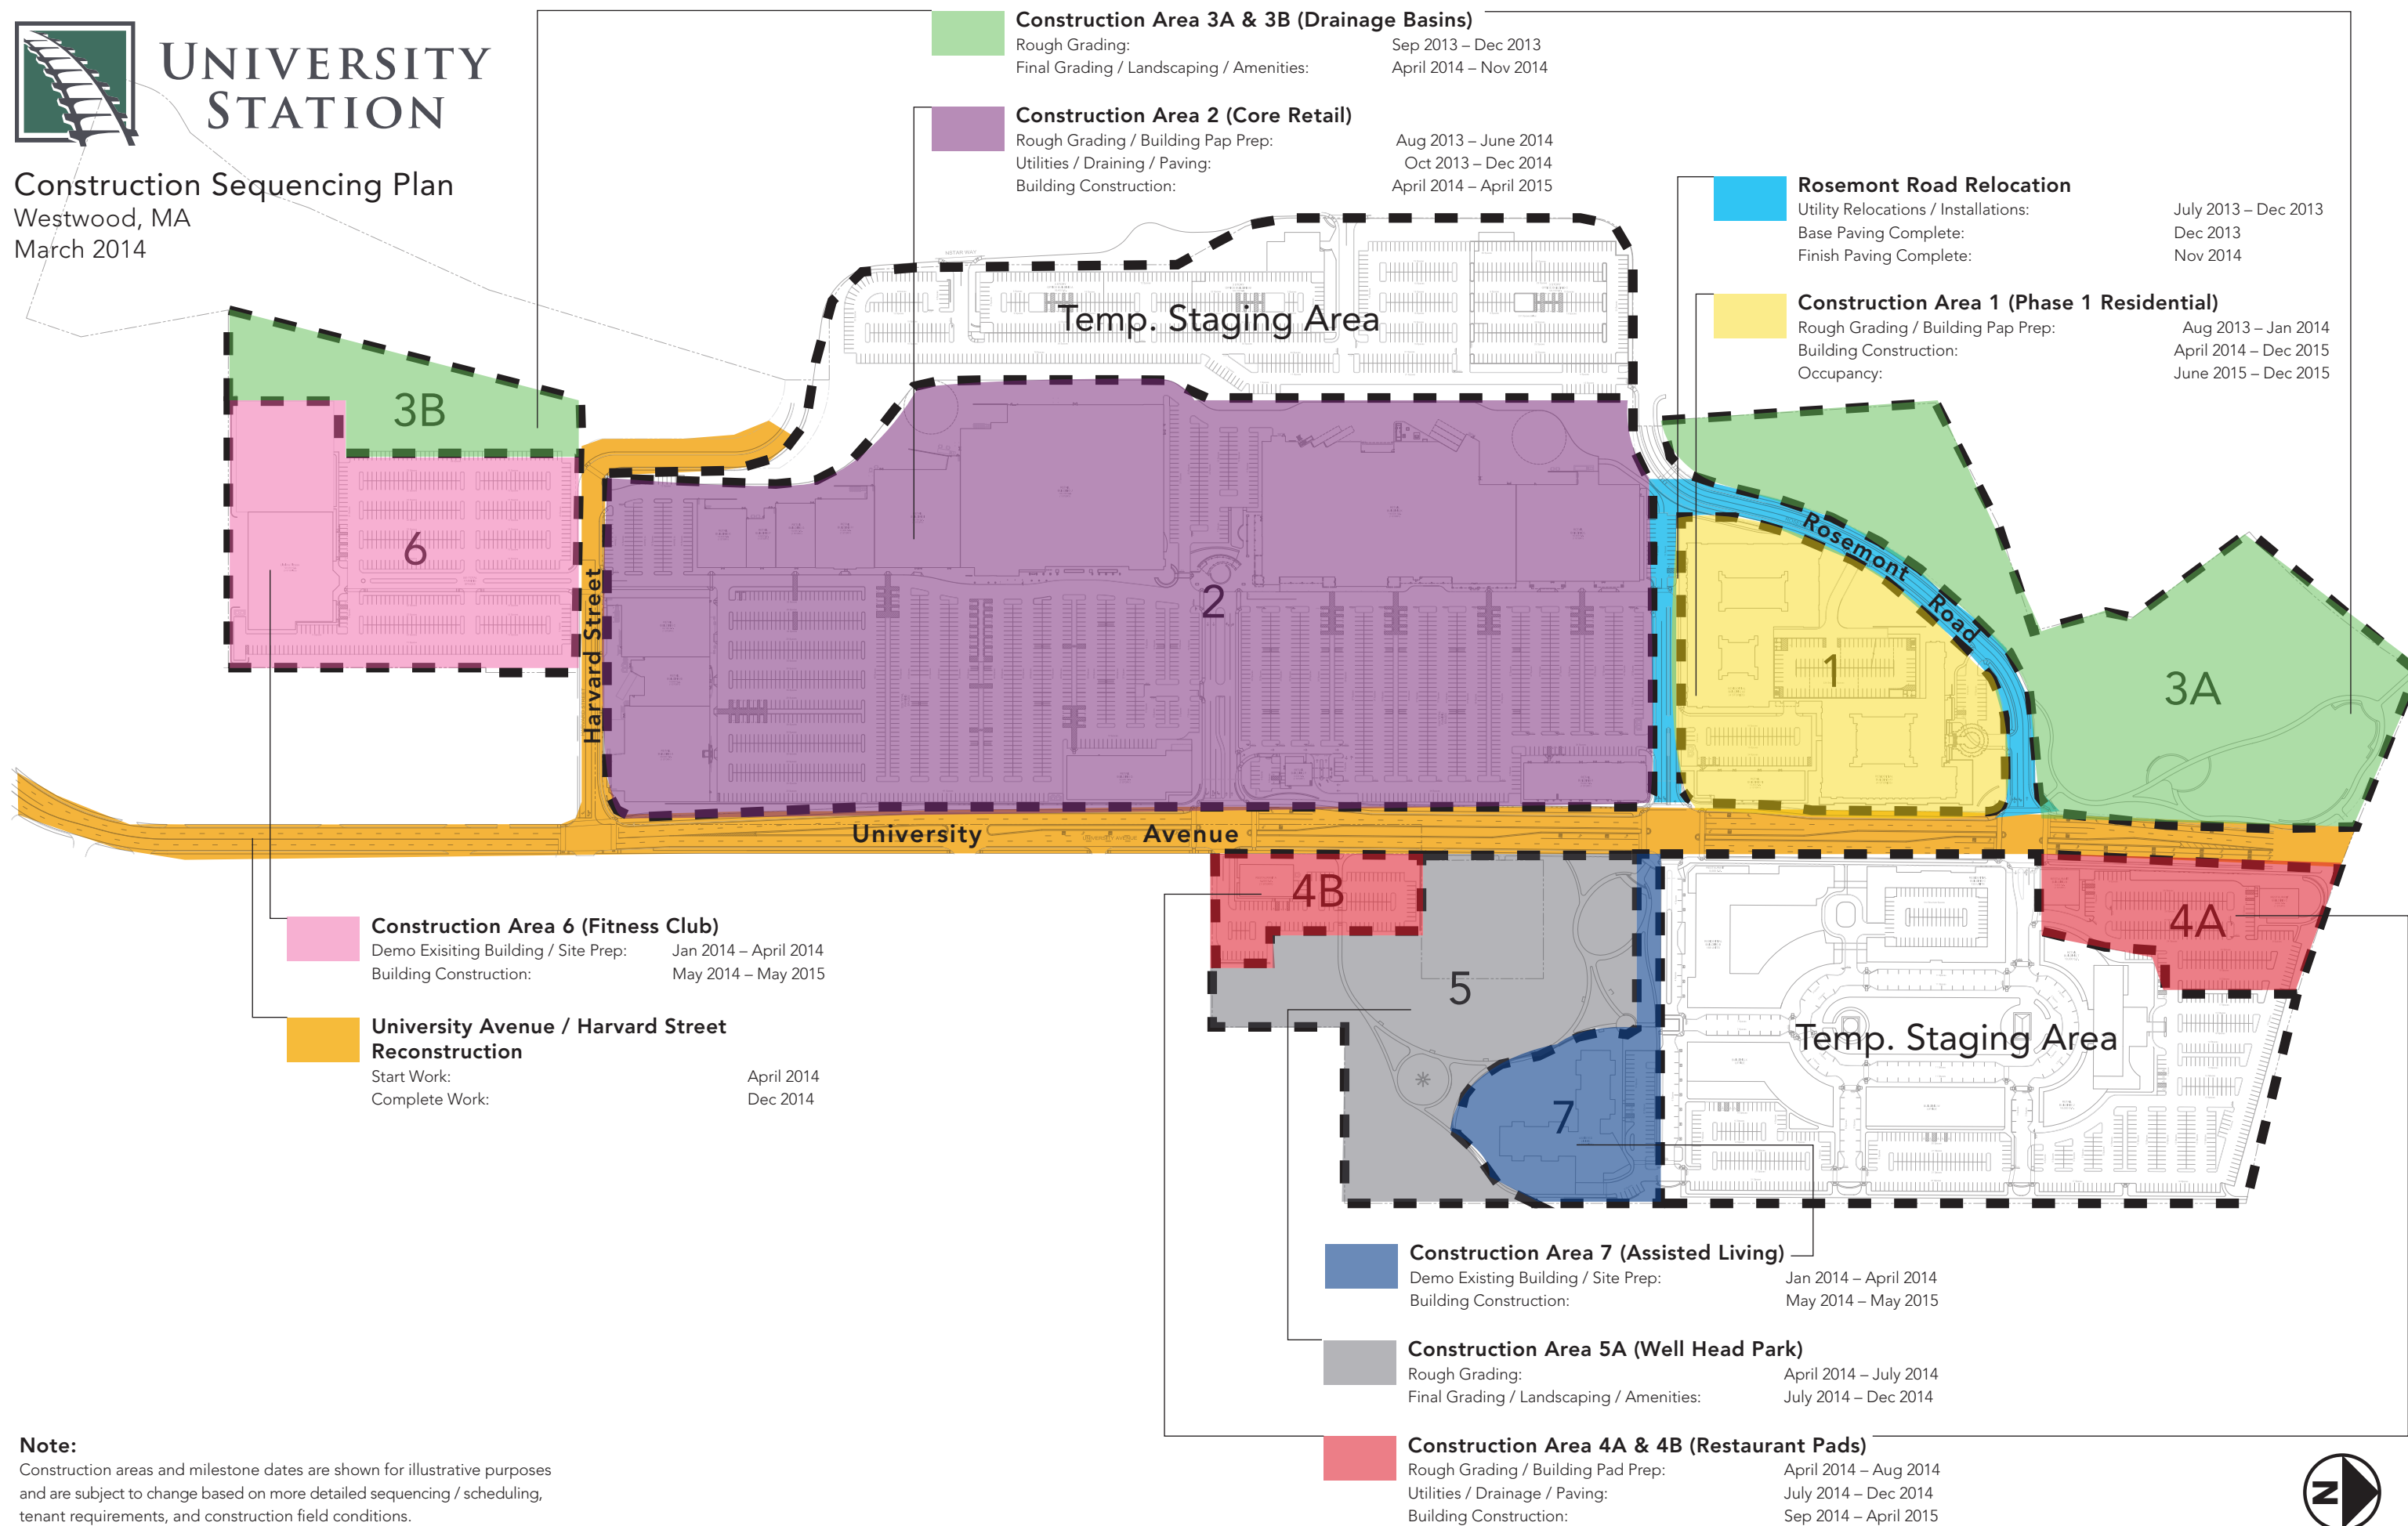 UNIVERSITY
STATION
Construction Sequencing Plan
Westwood, MA
March 2014
Construction Area 3A & 3B (Drainage Basins)
Rough Grading: Sep 2013 – Dec 2013
Final Grading / Landscaping / Amenities: April 2014 – Nov 2014
Construction Area 2 (Core Retail)
Rough Grading / Building Pap Prep: Aug 2013 – June 2014
Utilities / Draining / Paving: Oct 2013 – Dec 2014
Building Construction: April 2014 – April 2015
Rosemont Road Relocation
Utility Relocations / Installations: July 2013 – Dec 2013
Base Paving Complete: Dec 2013
Finish Paving Complete: Nov 2014
Construction Area 1 (Phase 1 Residential)
Rough Grading / Building Pap Prep: Aug 2013 – Jan 2014
Building Construction: April 2014 – Dec 2015
Occupancy: June 2015 – Dec 2015
Temp. Staging Area
3B
6
Harvard Street
2
Rosemont Road
1
3A
University Avenue
4B
5
7
4A
Temp. Staging Area
Construction Area 6 (Fitness Club)
Demo Exisiting Building / Site Prep: Jan 2014 – April 2014
Building Construction: May 2014 – May 2015
University Avenue / Harvard Street
Reconstruction
Start Work: April 2014
Complete Work: Dec 2014
Construction Area 7 (Assisted Living)
Demo Existing Building / Site Prep: Jan 2014 – April 2014
Building Construction: May 2014 – May 2015
Construction Area 5A (Well Head Park)
Rough Grading: April 2014 – July 2014
Final Grading / Landscaping / Amenities: July 2014 – Dec 2014
Construction Area 4A & 4B (Restaurant Pads)
Rough Grading / Building Pad Prep: April 2014 – Aug 2014
Utilities / Drainage / Paving: July 2014 – Dec 2014
Building Construction: Sep 2014 – April 2015
Note:
Construction areas and milestone dates are shown for illustrative purposes
and are subject to change based on more detailed sequencing / scheduling,
tenant requirements, and construction field conditions.
N